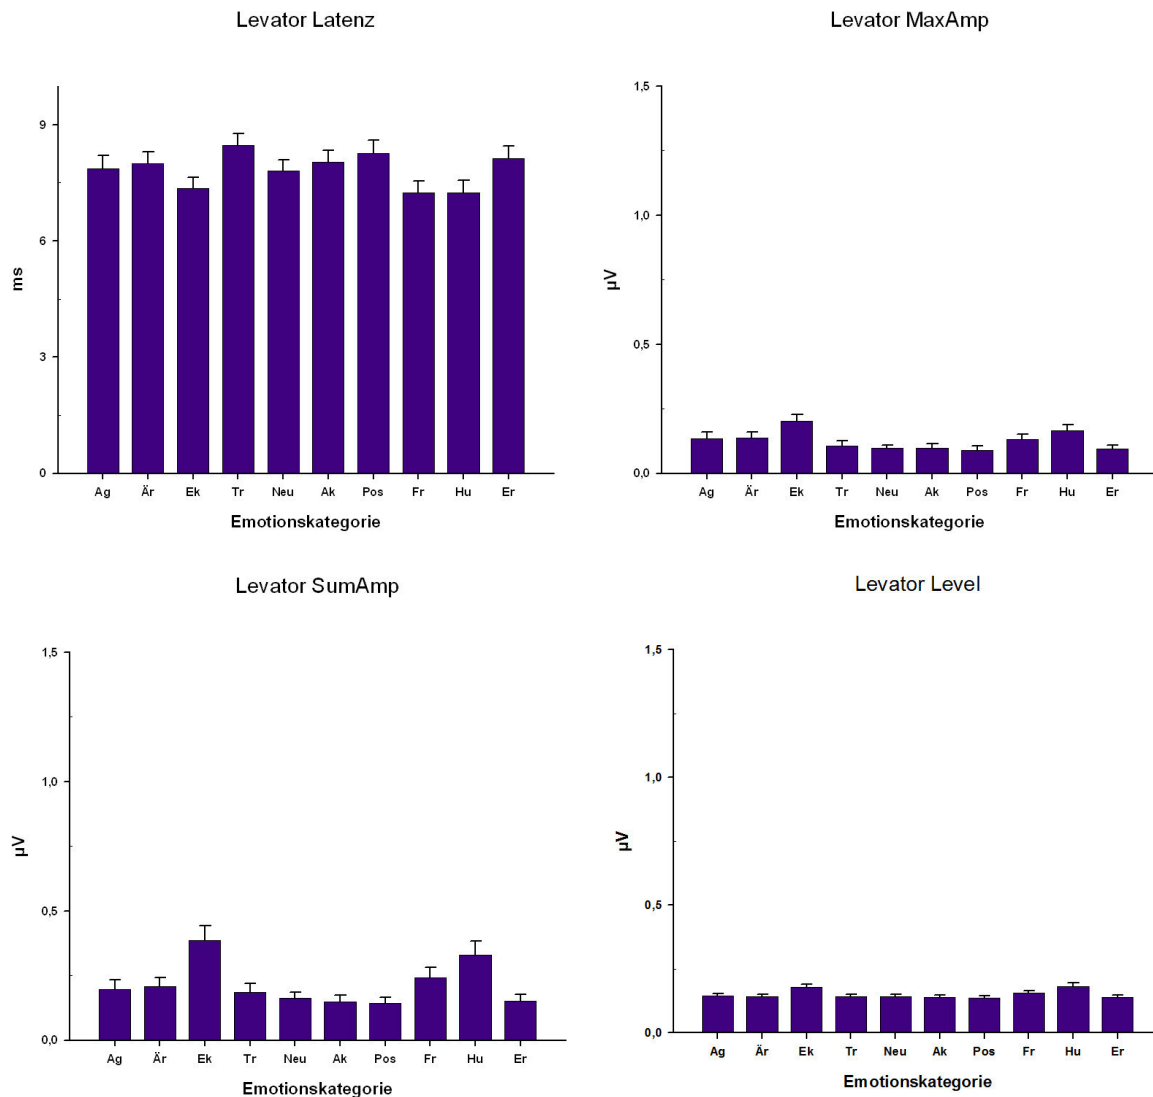 Levator Latenz
9
6
3
0
ms
Ag Är Ek Tr Neu Ak Pos Fr Hu Er
Emotionskategorie
Levator MaxAmp
1,5
1,0
0,5
0,0
µV
Ag Är Ek Tr Neu Ak Pos Fr Hu Er
Emotionskategorie
Levator SumAmp
1,5
1,0
0,5
0,0
µV
Ag Är Ek Tr Neu Ak Pos Fr Hu Er
Emotionskategorie
Levator Level
1,5
1,0
0,5
0,0
µV
Ag Är Ek Tr Neu Ak Pos Fr Hu Er
Emotionskategorie